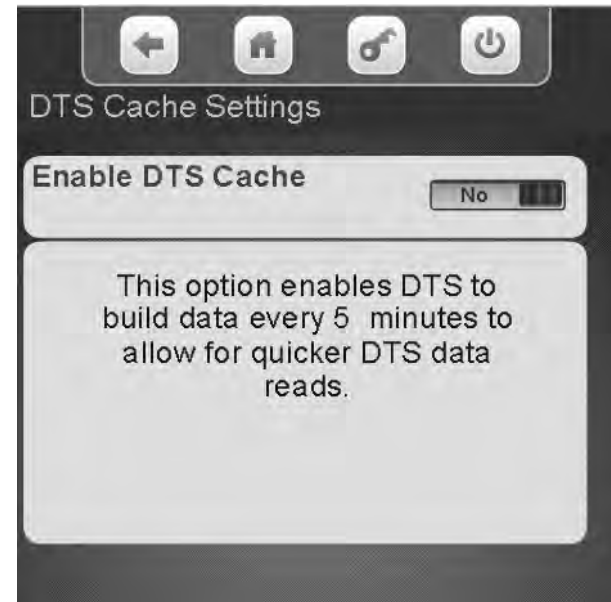 DTS Cache Settings
Enable DTS Cache
No
This option enables DTS to
build data every 5 minutes to
allow for quicker DTS data
reads.